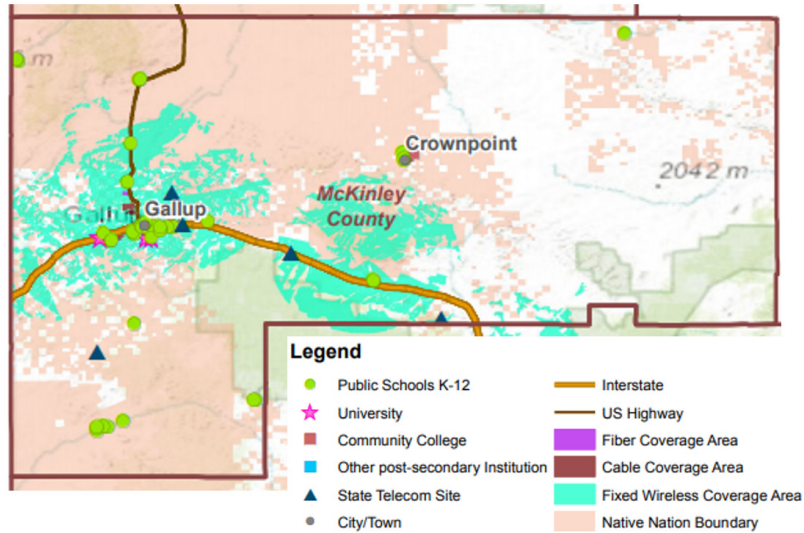 m
Crownpoint
2042 m
McKinley
County
Gallup
Gallup
Legend
Public Schools K-12
University
Community College
Other post-secondary Institution
State Telecom Site
City/Town
Interstate
US Highway
Fiber Coverage Area
Cable Coverage Area
Fixed Wireless Coverage Area
Native Nation Boundary